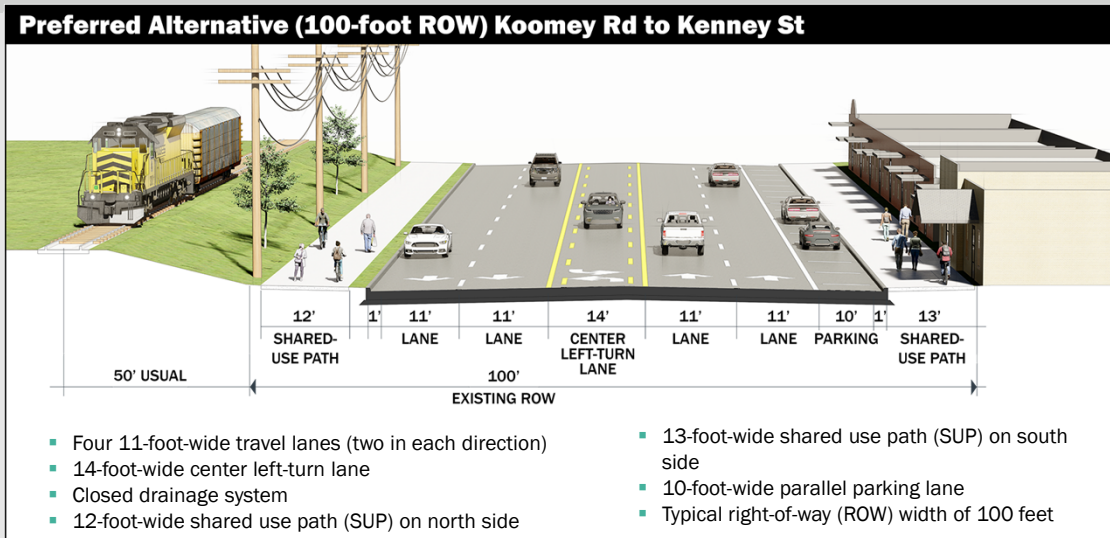 Preferred Alternative (100-foot ROW) Koomey Rd to Kenney St
12' 1' 11' 11' 14' 11' 11' 10' 1' 13'
SHARED- LANE LANE CENTER LANE LANE PARKING SHARED-
USE PATH LEFT-TURN USE PATH
LANE
50' USUAL 100'
EXISTING ROW
▪ Four 11-foot-wide travel lanes (two in each direction)
▪ 14-foot-wide center left-turn lane
▪ Closed drainage system
▪ 12-foot-wide shared use path (SUP) on north side
▪ 13-foot-wide shared use path (SUP) on south
side
▪ 10-foot-wide parallel parking lane
▪ Typical right-of-way (ROW) width of 100 feet